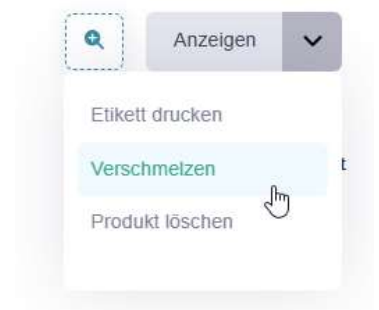 Anzeigen
Etikett drucken
Verschmelzen
t
Produkt löschen